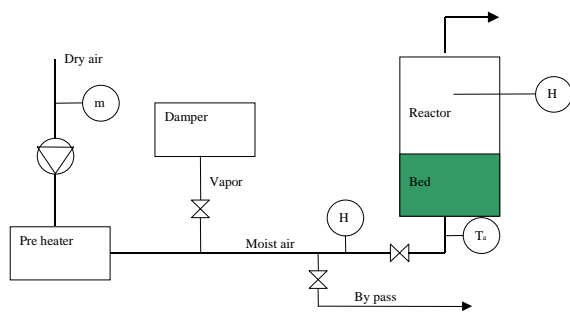 Dry air
m
Damper
Reactor
H
Vapor
Bed
H
Pre heater
Moist air
Ta
By pass